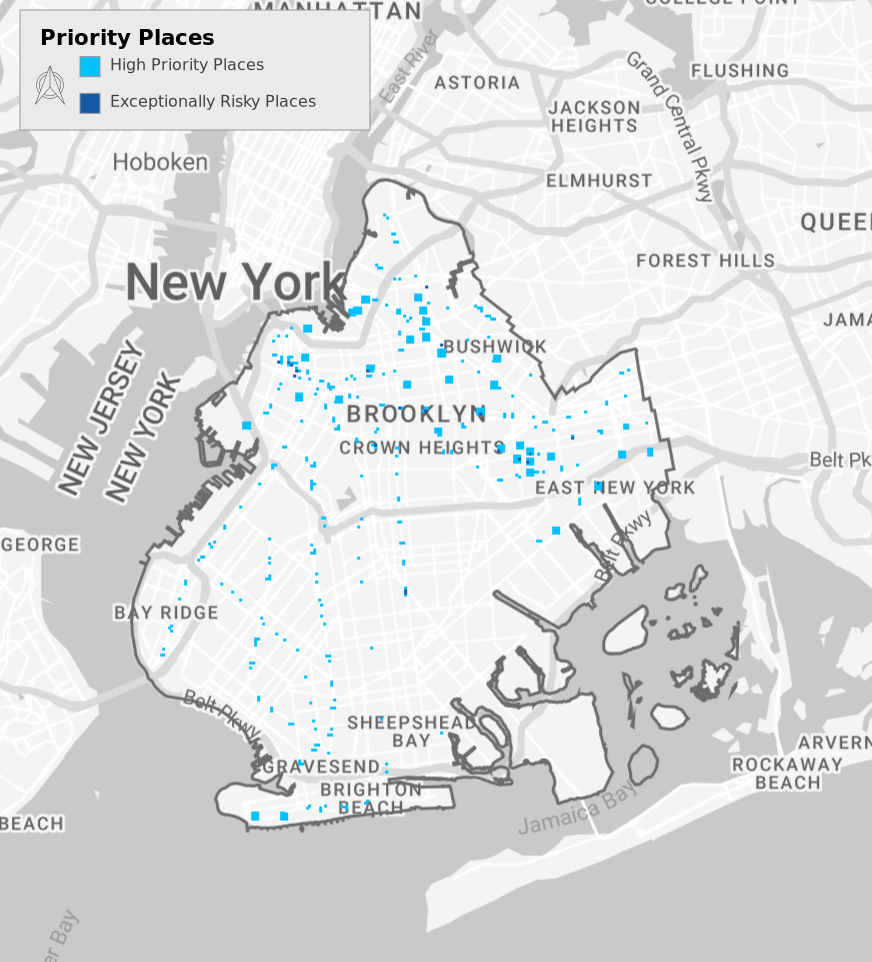 MANHATTAN
COLLEGE POINT
Priority Places
High Priority Places
Exceptionally Risky Places
East River
ASTORIA
Grand Central Pkwy
FLUSHING
JACKSON
HEIGHTS
Hoboken
ELMHURST
QUEE
FOREST HILLS
New York
JAMA
BUSHWICK
NEW JERSEY
NEW YORK
BROOKLYN
CROWN HEIGHTS
Belt Pk
EAST NEW YORK
GEORGE
Belt Pkwy
BAY RIDGE
Belt Pkwy
SHEEPSHEAD
BAY
ARVERN
GRAVESEND
ROCKAWAY
BEACH
BRIGHTON
BEACH
Jamaica Bay
BEACH
er Bay